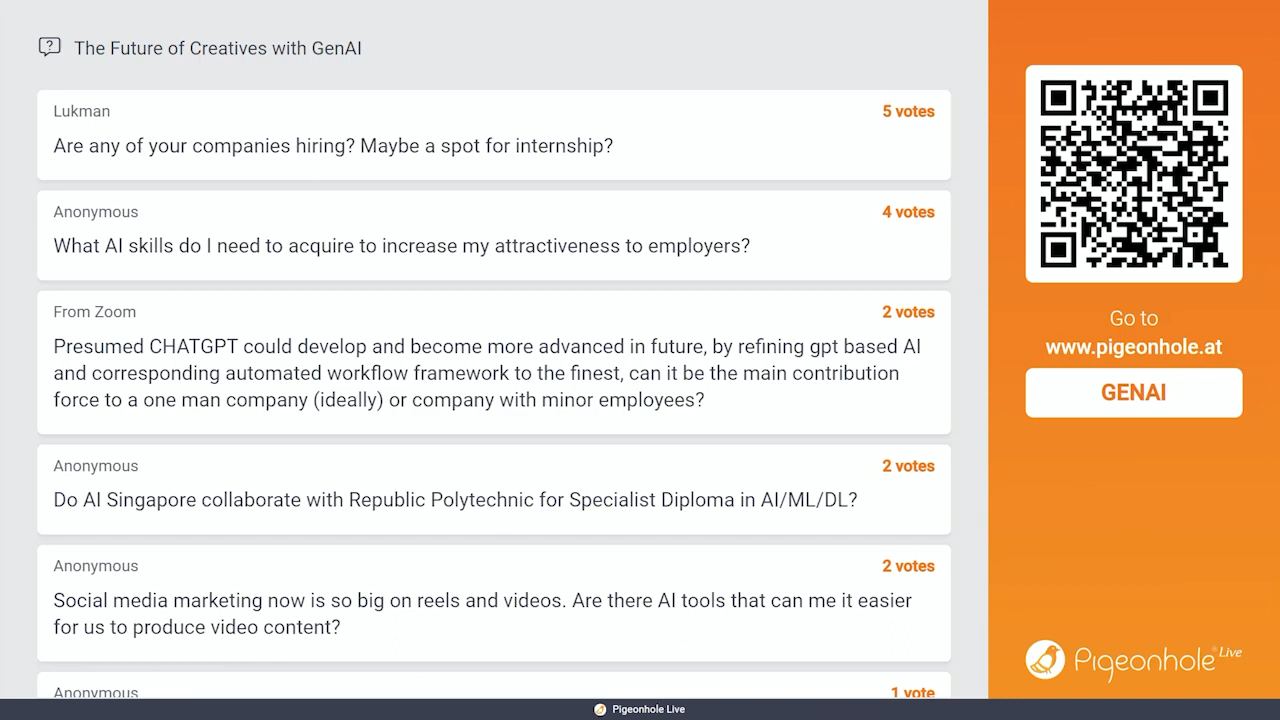 The Future of Creatives with GenAI
Lukman
5 votes
Are any of your companies hiring? Maybe a spot for internship?
Anonymous
4 votes
What AI skills do I need to acquire to increase my attractiveness to employers?
From Zoom
2 votes
Presumed CHATGPT could develop and become more advanced in future, by refining gpt based AI
and corresponding automated workflow framework to the finest, can it be the main contribution
force to a one man company (ideally) or company with minor employees?
Anonymous
2 votes
Do AI Singapore collaborate with Republic Polytechnic for Specialist Diploma in AI/ML/DL?
Anonymous
2 votes
Social media marketing now is so big on reels and videos. Are there AI tools that can me it easier
for us to produce video content?
Anonymous
1 vote
Go to
www.pigeonhole.at
GENAI
Pigeonhole® Live
Pigeonhole Live